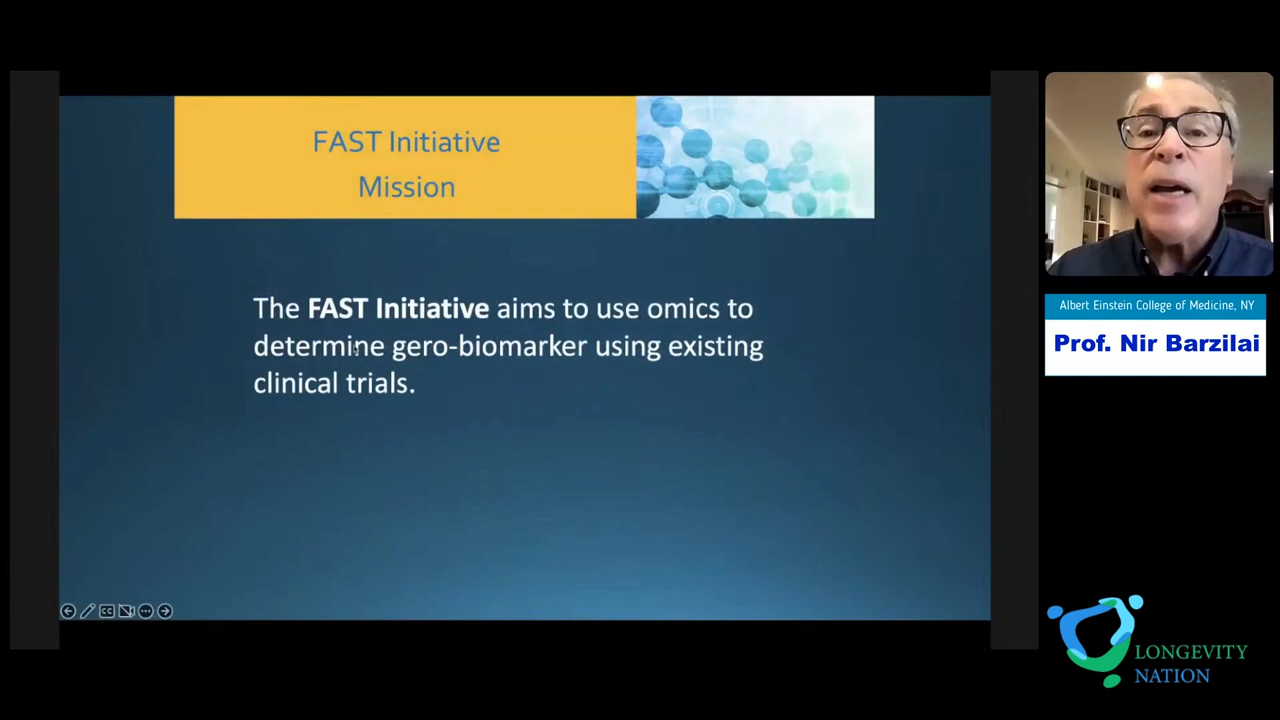 FAST Initiative
Mission
The FAST Initiative aims to use omics to
determine gero-biomarker using existing
clinical trials.
CC
Albert Einstein College of Medicine, NY
Prof. Nir Barzilai
LONGEVITY
NATION